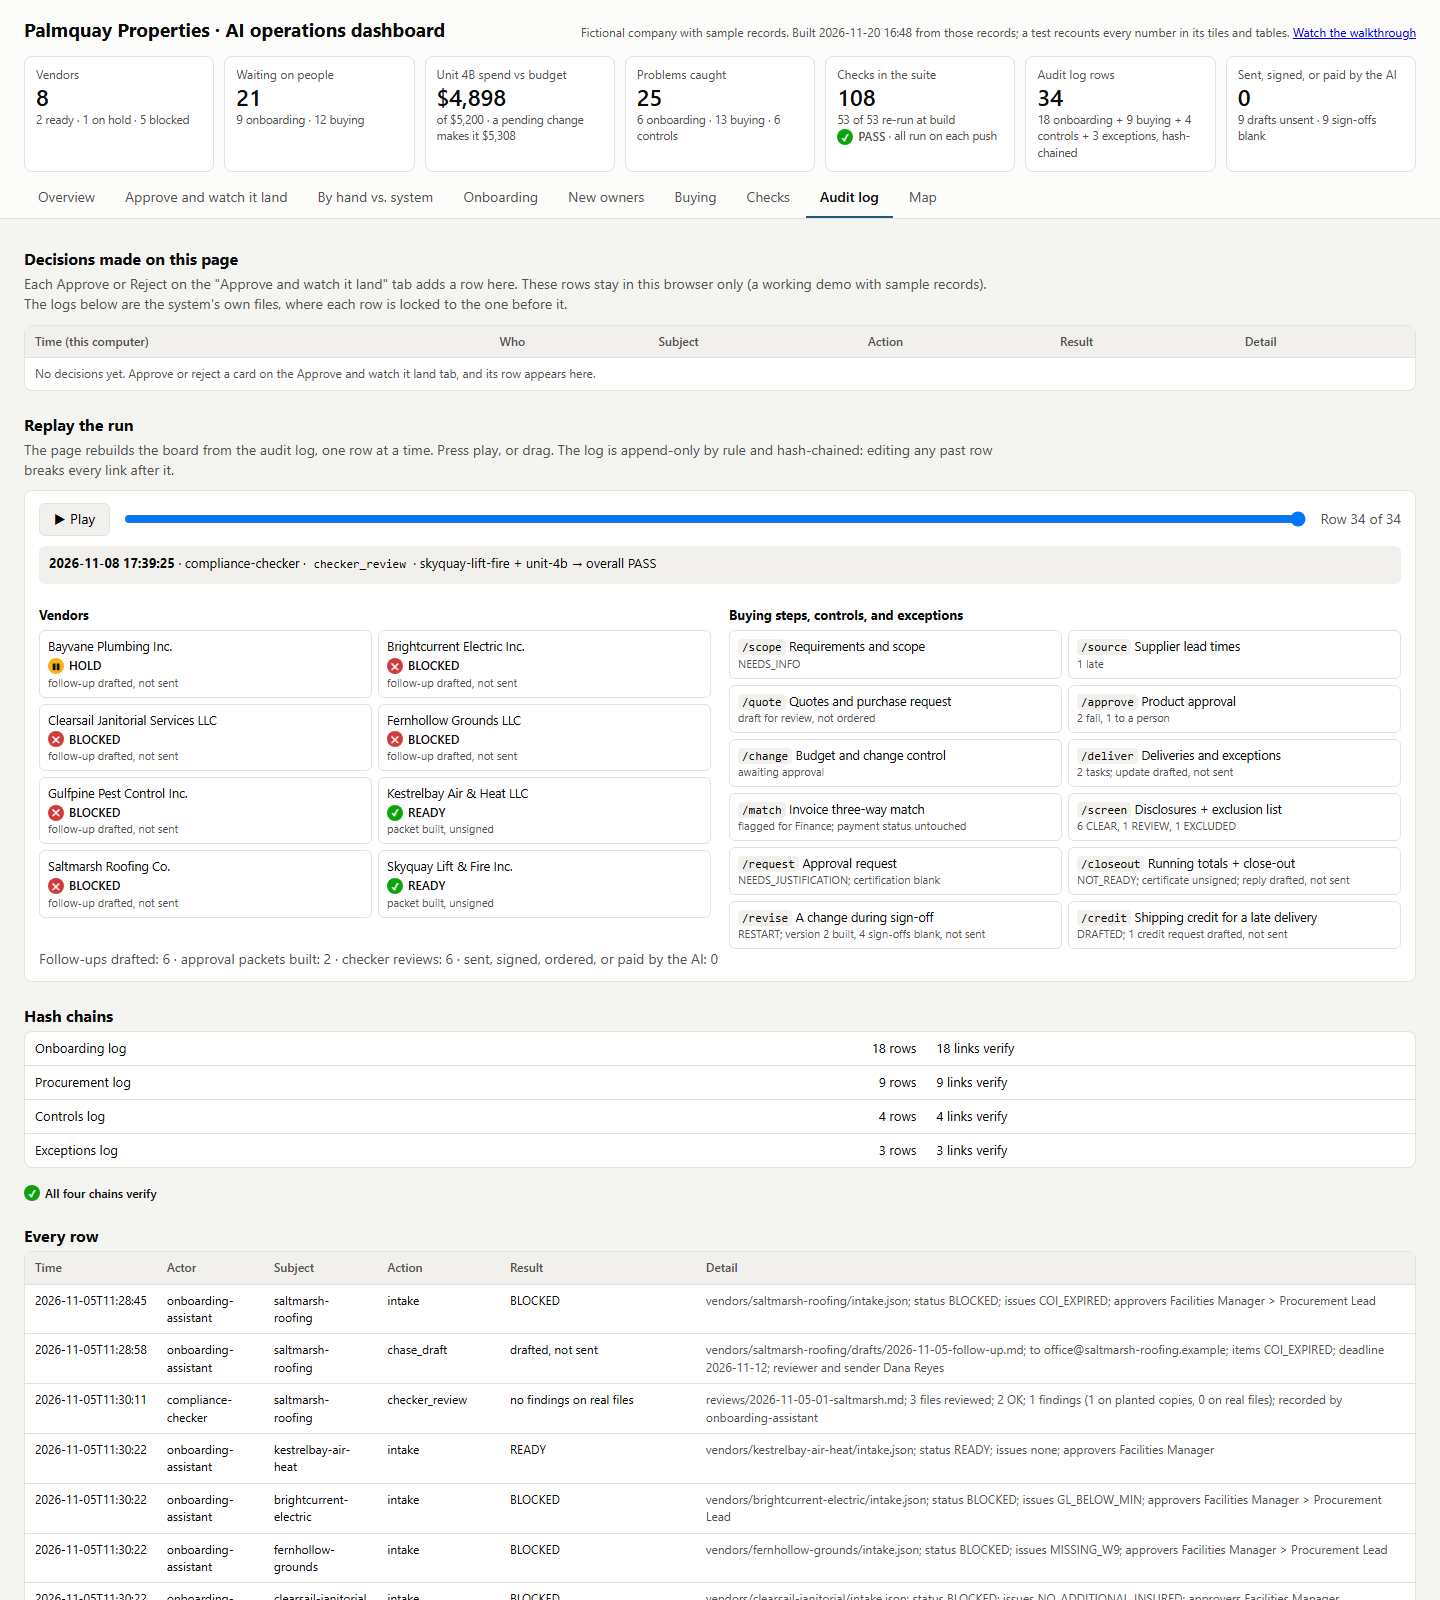 Palmquay Properties · AI operations dashboard
Fictional company with sample records. Built 2026-11-20 16:48 from those records; a test recounts every number in its tiles and tables. Watch the walkthrough
Vendors
8
2 ready · 1 on hold · 5 blocked
Waiting on people
21
9 onboarding · 12 buying
Unit 4B spend vs budget
$4,898
of $5,200 · a pending change
makes it $5,308
Problems caught
25
6 onboarding · 13 buying · 6
controls
Checks in the suite
108
53 of 53 re-run at build
PASS · all run on each push
Audit log rows
34
18 onboarding + 9 buying + 4
controls + 3 exceptions, hash-
chained
Sent, signed, or paid by the AI
0
9 drafts unsent · 9 sign-offs
blank
Overview Approve and watch it land By hand vs. system Onboarding New owners Buying Checks Audit log Map
Decisions made on this page
Each Approve or Reject on the "Approve and watch it land" tab adds a row here. These rows stay in this browser only (a working demo with sample records).
The logs below are the system's own files, where each row is locked to the one before it.
Time (this computer) Who Subject Action Result Detail
No decisions yet. Approve or reject a card on the Approve and watch it land tab, and its row appears here.
Replay the run
The page rebuilds the board from the audit log, one row at a time. Press play, or drag. The log is append-only by rule and hash-chained: editing any past row
breaks every link after it.
▶ Play Row 34 of 34
2026-11-08 17:39:25 · compliance-checker · checker_review · skyquay-lift-fire + unit-4b → overall PASS
Vendors
Bayvane Plumbing Inc.
HOLD
follow-up drafted, not sent
Brightcurrent Electric Inc.
BLOCKED
follow-up drafted, not sent
Clearsail Janitorial Services LLC
BLOCKED
follow-up drafted, not sent
Fernhollow Grounds LLC
BLOCKED
follow-up drafted, not sent
Gulfpine Pest Control Inc.
BLOCKED
follow-up drafted, not sent
Kestrelbay Air & Heat LLC
READY
packet built, unsigned
Saltmarsh Roofing Co.
BLOCKED
follow-up drafted, not sent
Skyquay Lift & Fire Inc.
READY
packet built, unsigned
Buying steps, controls, and exceptions
/scope Requirements and scope
NEEDS_INFO
/source Supplier lead times
1 late
/quote Quotes and purchase request
draft for review, not ordered
/approve Product approval
2 fail, 1 to a person
/change Budget and change control
awaiting approval
/deliver Deliveries and exceptions
2 tasks; update drafted, not sent
/match Invoice three-way match
flagged for Finance; payment status untouched
/screen Disclosures + exclusion list
6 CLEAR, 1 REVIEW, 1 EXCLUDED
/request Approval request
NEEDS_JUSTIFICATION; certification blank
/closeout Running totals + close-out
NOT_READY; certificate unsigned; reply drafted, not sent
/revise A change during sign-off
RESTART; version 2 built, 4 sign-offs blank, not sent
/credit Shipping credit for a late delivery
DRAFTED; 1 credit request drafted, not sent
Follow-ups drafted: 6 · approval packets built: 2 · checker reviews: 6 · sent, signed, ordered, or paid by the AI: 0
Hash chains
Onboarding log 18 rows 18 links verify
Procurement log 9 rows 9 links verify
Controls log 4 rows 4 links verify
Exceptions log 3 rows 3 links verify
All four chains verify
Every row
Time Actor Subject Action Result Detail
2026-11-05T11:28:45 onboarding-assistant saltmarsh-roofing intake BLOCKED vendors/saltmarsh-roofing/intake.json; status BLOCKED; issues COI_EXPIRED; approvers Facilities Manager > Procurement Lead
2026-11-05T11:28:58 onboarding-assistant saltmarsh-roofing chase_draft drafted, not sent vendors/saltmarsh-roofing/drafts/2026-11-05-follow-up.md; to office@saltmarsh-roofing.example; items COI_EXPIRED; deadline
2026-11-12; reviewer and sender Dana Reyes
2026-11-05T11:30:11 compliance-checker saltmarsh-roofing checker_review no findings on real files reviews/2026-11-05-01-saltmarsh.md; 3 files reviewed; 2 OK; 1 findings (1 on planted copies, 0 on real files); recorded by
onboarding-assistant
2026-11-05T11:30:22 onboarding-assistant kestrelbay-air-heat intake READY vendors/kestrelbay-air-heat/intake.json; status READY; issues none; approvers Facilities Manager
2026-11-05T11:30:22 onboarding-assistant brightcurrent-electric intake BLOCKED vendors/brightcurrent-electric/intake.json; status BLOCKED; issues GL_BELOW_MIN; approvers Facilities Manager > Procurement
Lead
2026-11-05T11:30:22 onboarding-assistant fernhollow-grounds intake BLOCKED vendors/fernhollow-grounds/intake.json; status BLOCKED; issues MISSING_W9; approvers Facilities Manager > Procurement Lead
2026-11-05T11:30:22 onboarding- clearsail-janitorial intake BLOCKED vendors/clearsail-janitorial/intake.json; status BLOCKED; issues NO_ADDITIONAL_INSURED; approvers Facilities Manager